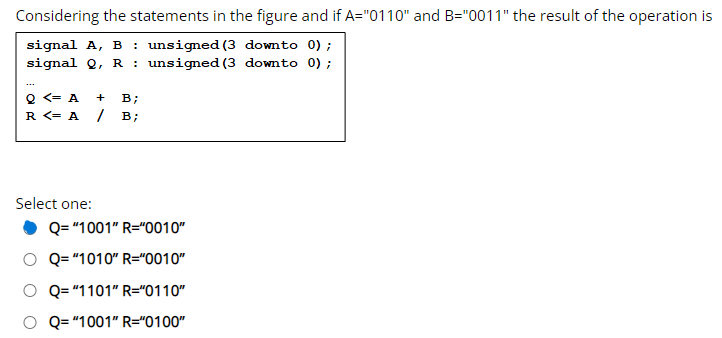 Considering the statements in the figure and if A="0110" and B="0011" the result of the operation is
signal A, B : unsigned(3 downto 0);
signal Q, R : unsigned(3 downto 0);
...
Q <= A + B;
R <= A / B;
Select one:
Q= “1001” R=“0010”
Q= “1010” R=“0010”
Q= “1101” R=“0110”
Q= “1001” R=“0100”